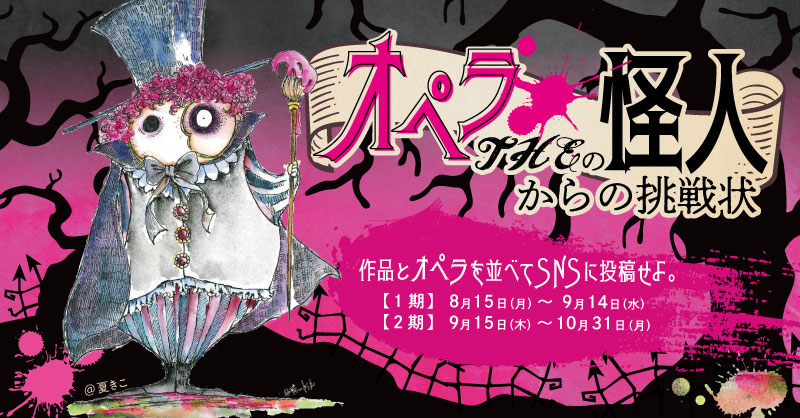 オペラTHEの怪人
からの挑戦状
作品とオペラを並べてSNSに投稿せよ。
【1期】 8月15日(月) ～ 9月14日(水)
【2期】 9月15日(木) ～10月31日(月)
@夏きこ